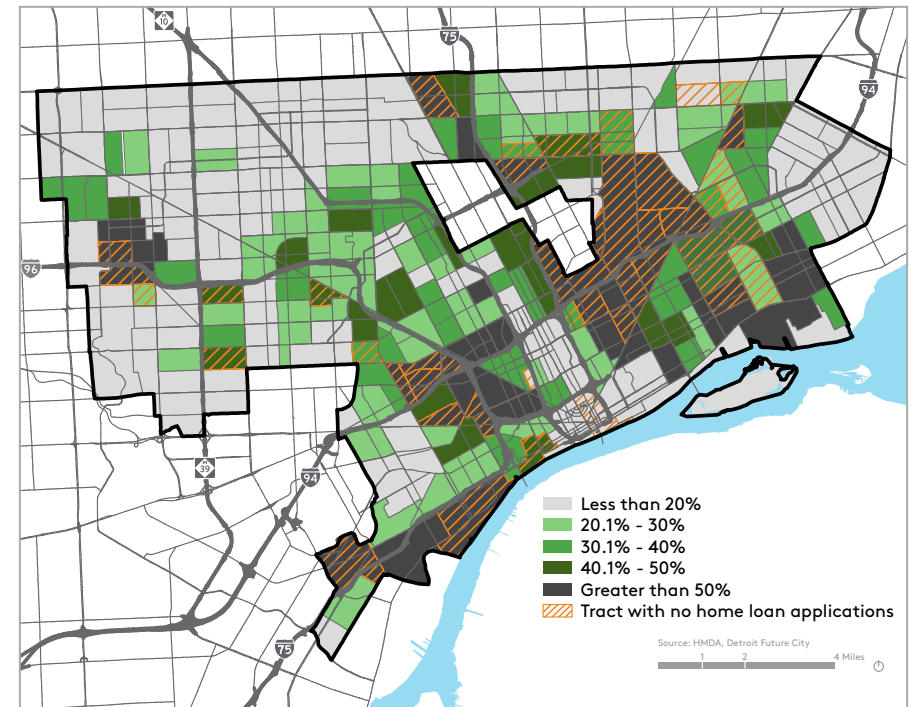 10
75
94
96
39
94
Less than 20%
20.1% - 30%
30.1% - 40%
40.1% - 50%
Greater than 50%
Tract with no home loan applications
Source: HMDA, Detroit Future City
1 2 4 Miles
75